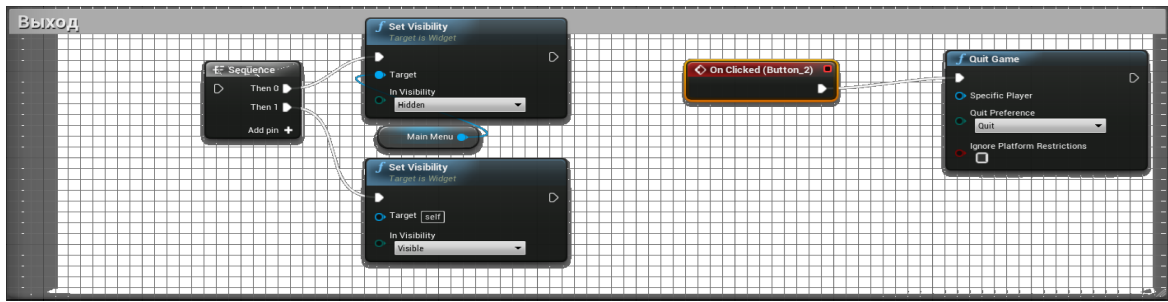 Выход
Sequence
Then 0
Then 1
Add pin
Set Visibility
Target is Widget
Target
In Visibility
Hidden
Main Menu
Set Visibility
Target is Widget
Target self
In Visibility
Visible
On Clicked (Button_2)
Quit Game
Specific Player
Quit Preference
Quit
Ignore Platform Restrictions